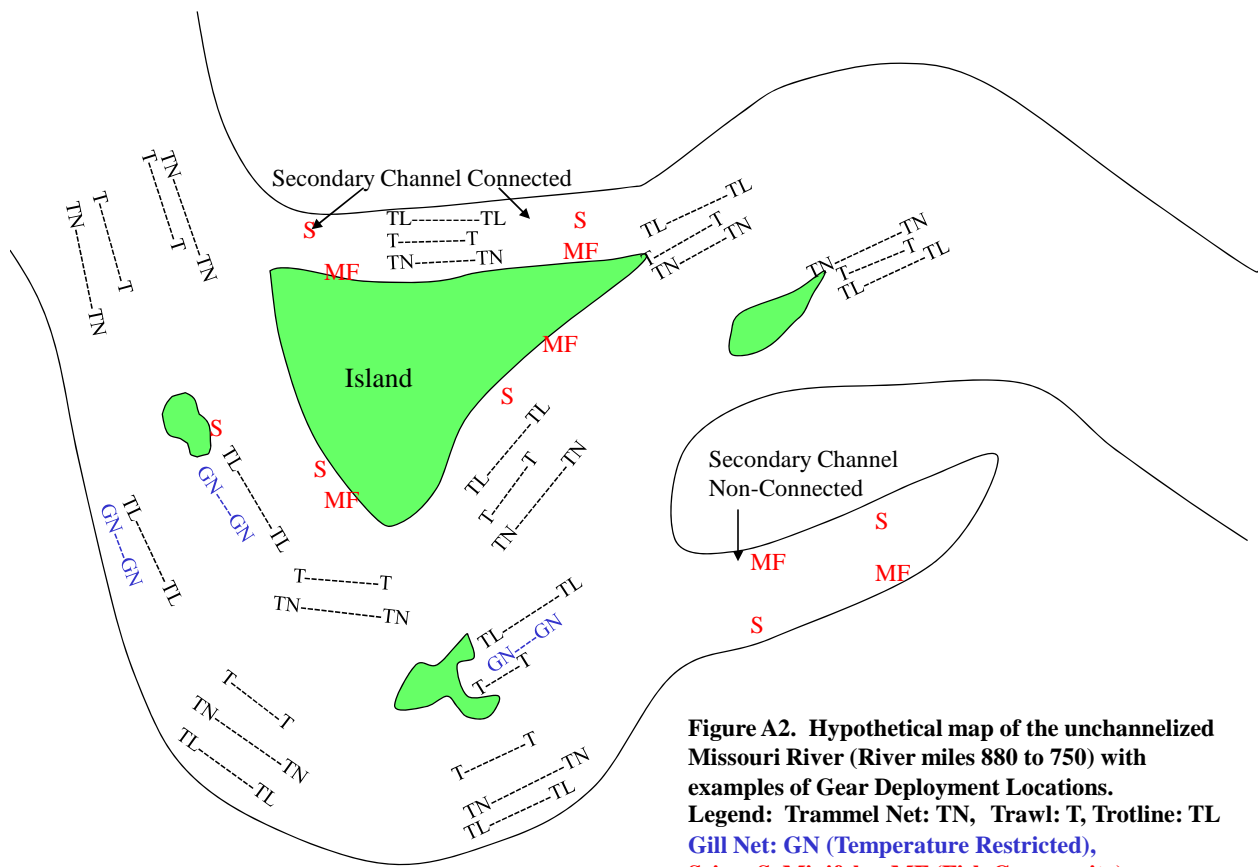 Secondary Channel Connected
T TN
T
TN
T TN
T
TN
S
TL--------TL
T--------T
TN--------TN
S
MF
MF
TL--------TL
T--------T
TN--------TN
TN--------TN
T--------T
TL--------TL
Island
MF
S
S
TL--------TL
GN----GN
TL--------TL
GN----GN
S
MF
TL--------TL
T--------T
TN--------TN
Secondary Channel
Non-Connected
S
MF
MF
S
T--------T
TN--------TN
TL--------TL
GN----GN
T-----T
T--------T
TN--------TN
TL--------TL
T--------T
TN--------TN
TL--------TL
Figure A2. Hypothetical map of the unchannelized
Missouri River (River miles 880 to 750) with
examples of Gear Deployment Locations.
Legend: Trammel Net: TN, Trawl: T, Trotline: TL
Gill Net: GN (Temperature Restricted),